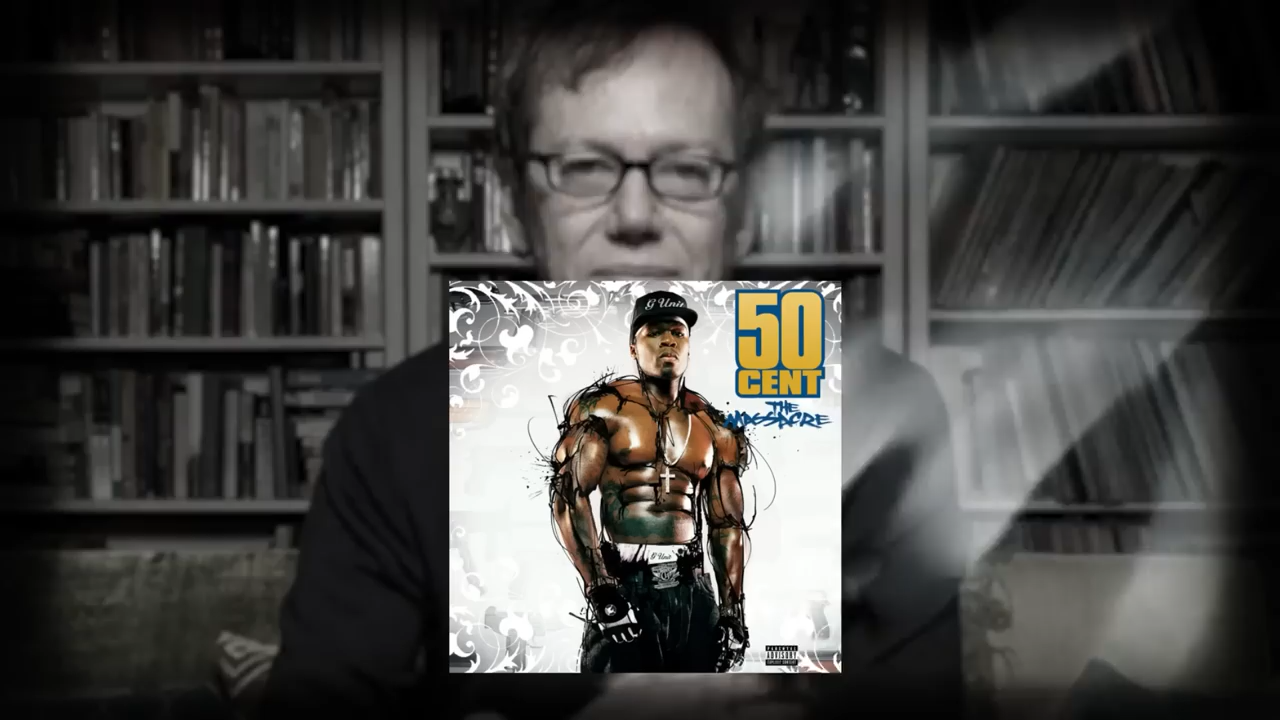 G Unit
50
CENT
THE
MASSACRE
G Unit
PARENTAL
ADVISORY
EXPLICIT CONTENT